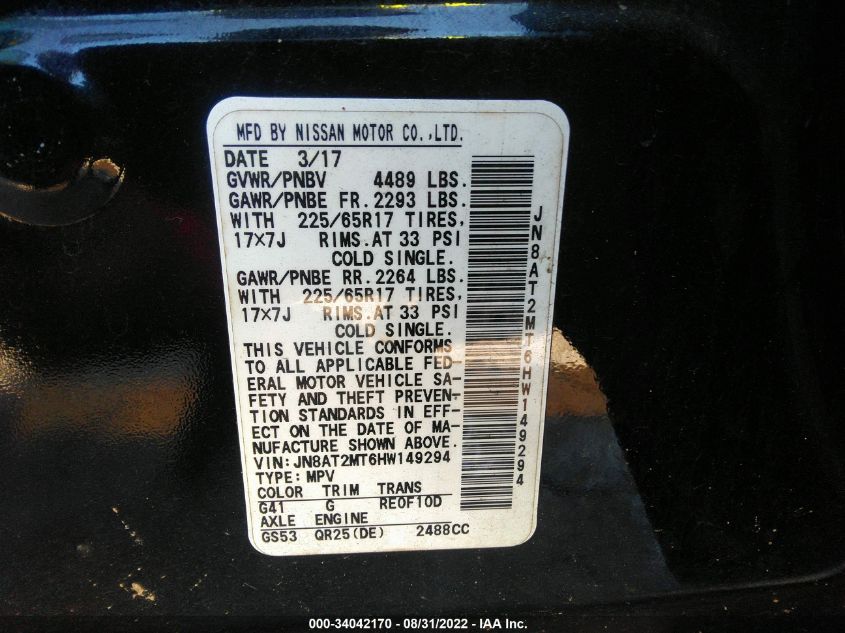 MFD BY NISSAN MOTOR CO.,LTD.
DATE 3/17
GVWR/PNBV 4489 LBS.
GAWR/PNBE FR.2293 LBS.
WITH 225/65R17 TIRES,
17×7J RIMS.AT 33 PSI
COLD SINGLE.
GAWR/PNBE RR.2264 LBS.
WITH 225/65R17 TIRES,
17×7J RIMS.AT 33 PSI
COLD SINGLE.
THIS VEHICLE CONFORMS
TO ALL APPLICABLE FED-
ERAL MOTOR VEHICLE SA-
FETY AND THEFT PREVEN-
TION STANDARDS IN EFF-
ECT ON THE DATE OF MA-
NUFACTURE SHOWN ABOVE.
VIN:JN8AT2MT6HW149294
TYPE:MPV
COLOR TRIM TRANS
G41 G RE0F10D
AXLE ENGINE
GS53 QR25(DE) 2488CC
JN8AT2MT6HW149294
000-34042170 - 08/31/2022 - IAA Inc.